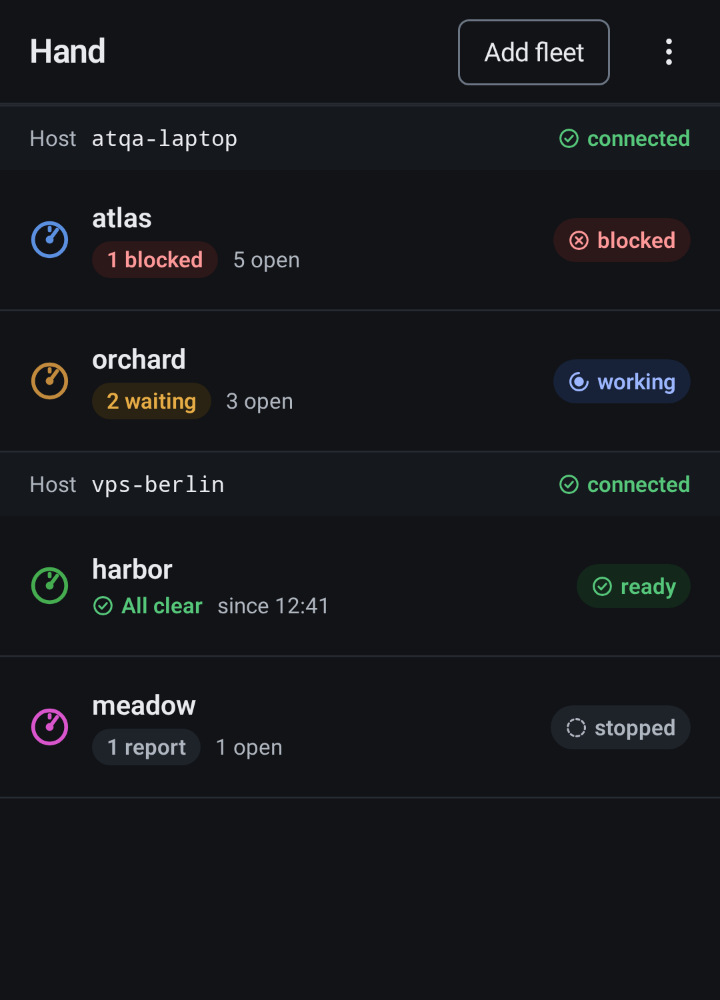 Hand
Add fleet
Host atqa-laptop
connected
atlas
1 blocked 5 open
blocked
orchard
2 waiting 3 open
working
Host vps-berlin
connected
harbor
All clear since 12:41
ready
meadow
1 report 1 open
stopped